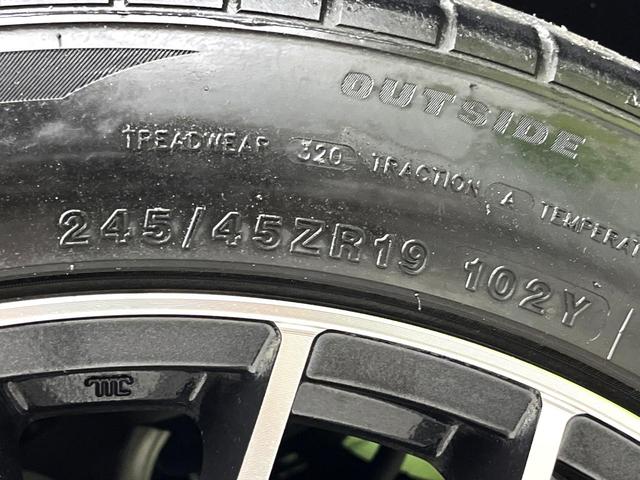 OUTSIDE
TREADWEAR 320 TRACTION A
245/45ZR19 102Y